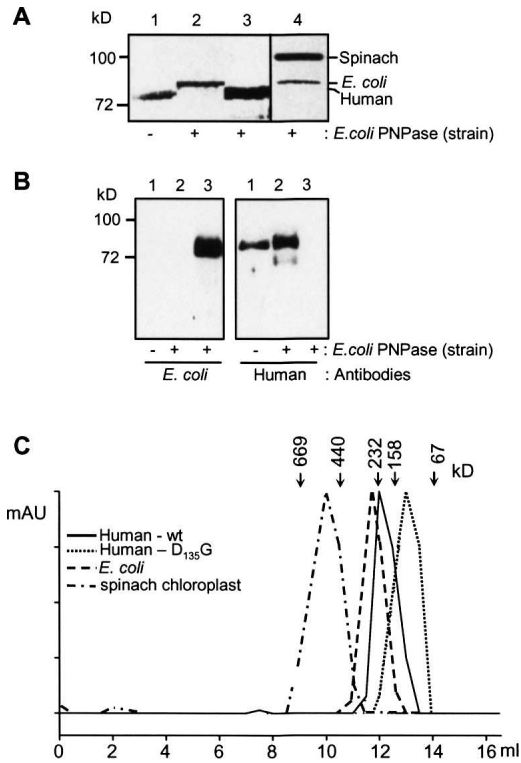 A
kD 1 2 3 4
100
72
Spinach
E. coli
Human
- + + + : E.coli PNPase (strain)
B
kD 1 2 3 1 2 3
100
72
- + + - + + : E.coli PNPase (strain)
E. coli Human : Antibodies
C
669 440 232 158 67 kD
mAU
Human - wt
Human – D135G
E. coli
spinach chloroplast
0 2 4 6 8 10 12 14 16 ml